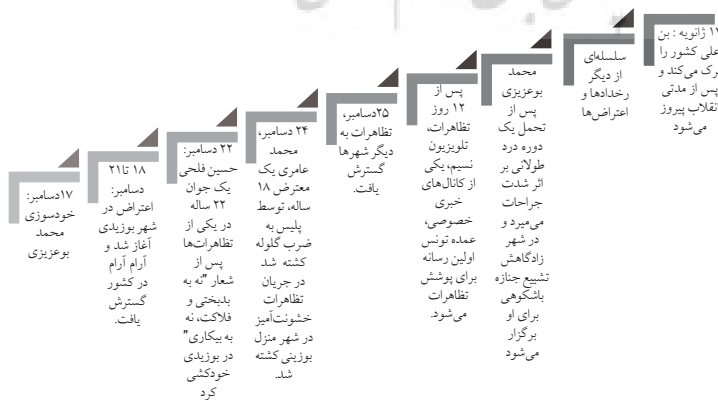 ۱۷دسامبر:
خودسوزی
محمد
بوعزیزی
۱۸ تا۲۱
دسامبر:
اعتراض در
شهر بوزیدی
آغاز شد و
آرام آرام
در کشور
گسترش
یافت.
۲۲ دسامبر:
حسین فلحی
یک جوان
۲۲ ساله
در یکی از
تظاهرات‌ها
پس از
شعار "نه به
بدبختی و
فلاکت، نه
به بیکاری"
در بوزیدی
خودکشی
کرد
۲۴ دسامبر،
محمد
عامری یک
معترض ۱۸
ساله، توسط
پلیس به
ضرب گلوله
کشته شد
در جریان
تظاهرات
خشونت‌آمیز
در شهر منزل
بوزینی کشته
شد.
۲۵دسامبر،
تظاهرات به
دیگر شهرها
گسترش
یافت.
پس از
۱۲ روز
تظاهرات،
تلویزیون
نسیم، یکی
از کانال‌های
خبری
خصوصی،
عمده تونس
اولین رسانه
برای پوشش
تظاهرات
می‌شود.
محمد
بوعزیزی
پس از
تحمل یک
دوره درد
طولانی بر
اثر شدت
جراحات
می‌میرد و
در شهر
زادگاهش
تشییع جنازه
باشکوهی
برای او
برگزار
می‌شود
سلسله‌ای
از دیگر
رخدادها و
اعتراض‌ها
ژانویه : بن
علی کشور را
می‌کند و
پس از مدتی
انقلاب پیروز
می‌شود